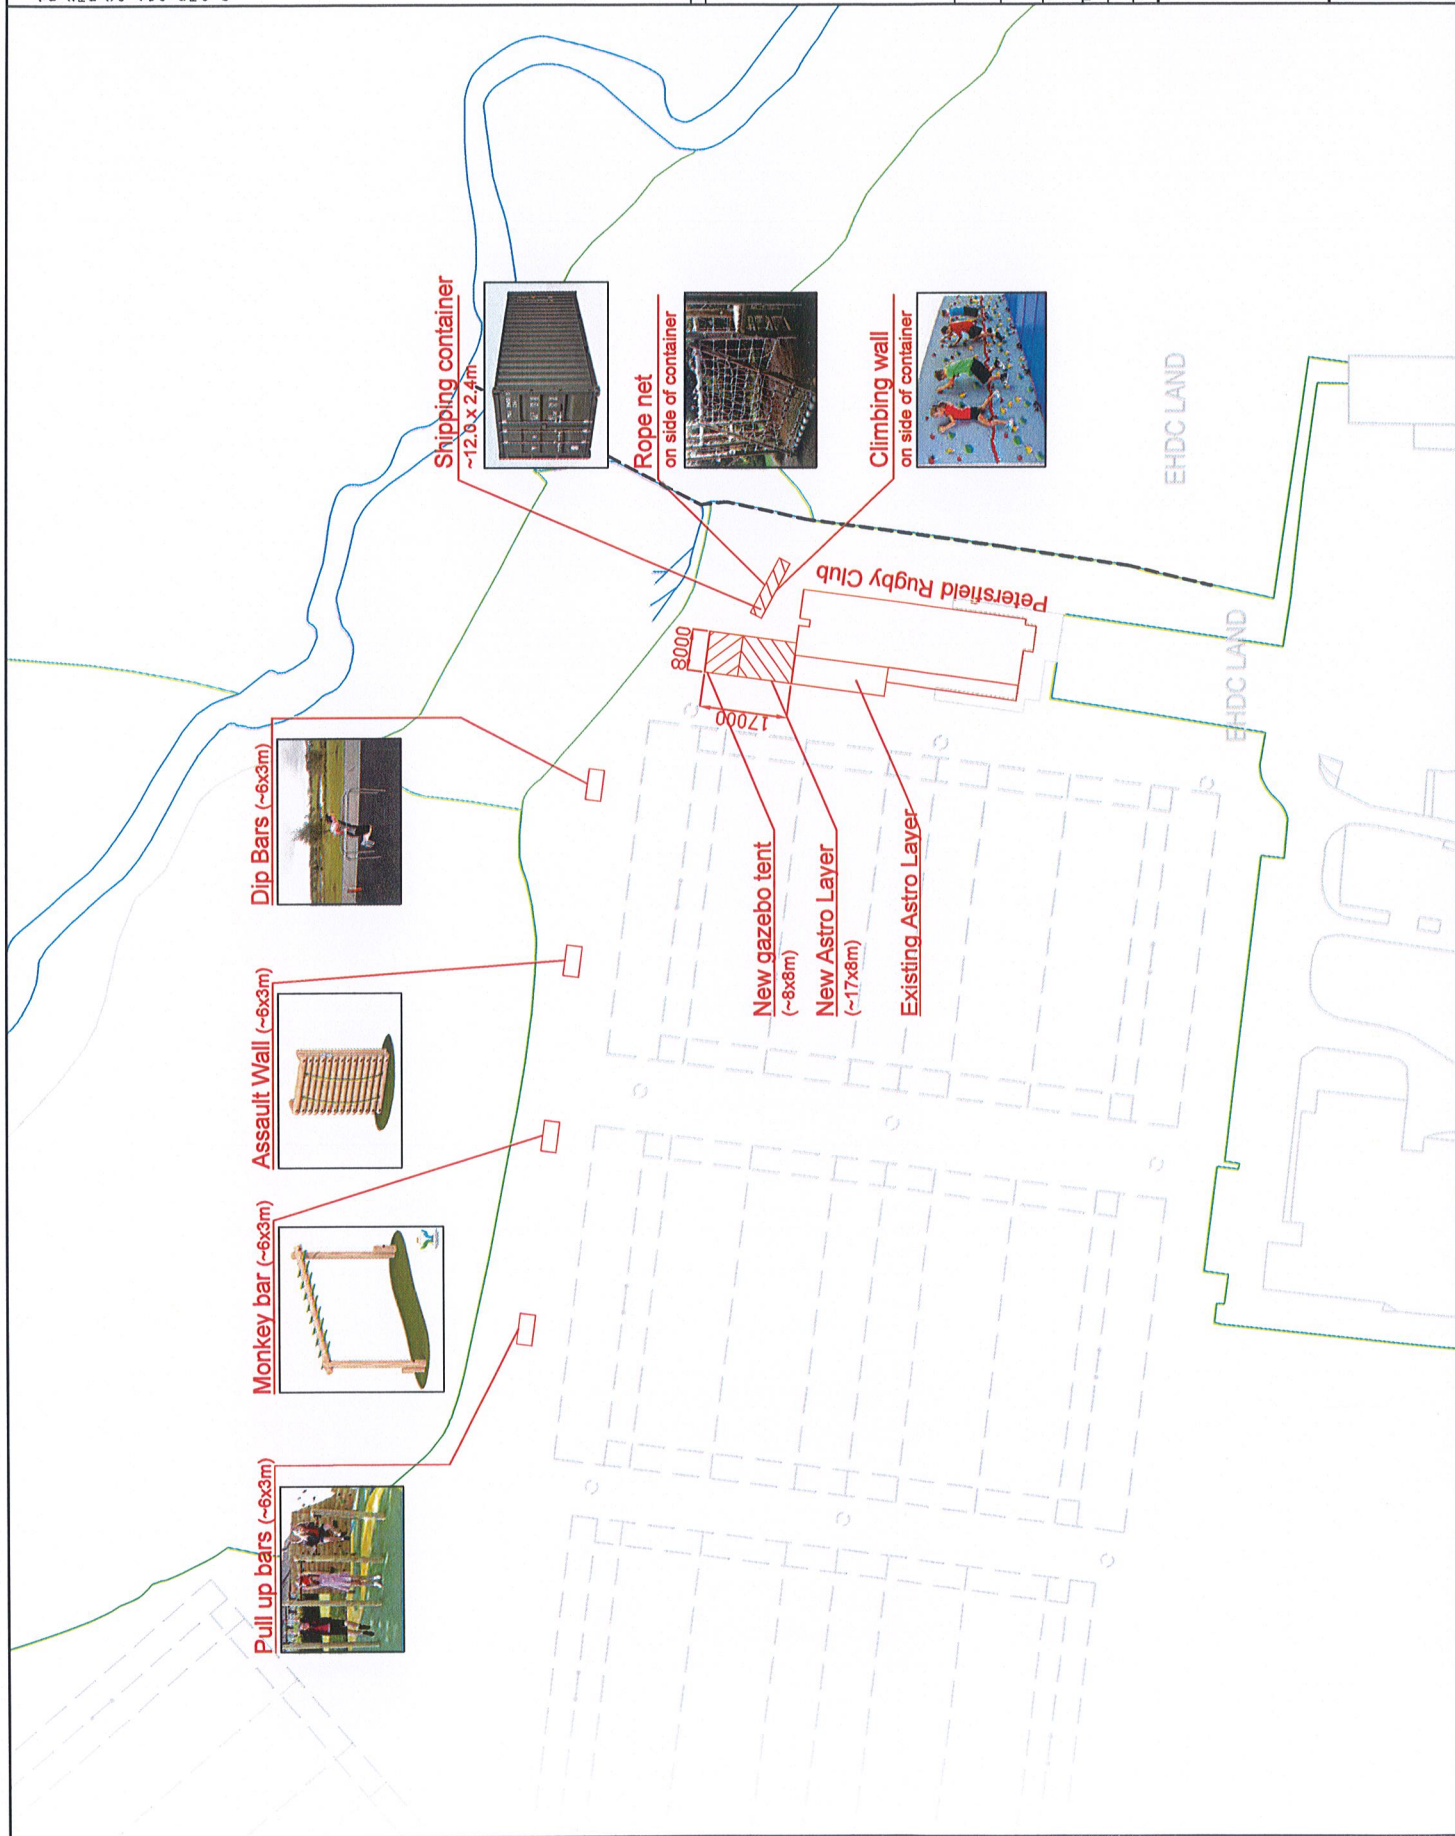 Pull up bars (~6x3m)
Monkey bar (~6x3m)
Assault Wall (~6x3m)
Dip Bars (~6x3m)
Shipping container
~12.0 x 2.4m
Rope net
on side of container
Climbing wall
on side of container
8000
17000
Petersfield Rugby Club
New gazebo tent
(~8x8m)
New Astro Layer
(~17x8m)
Existing Astro Layer
EHDC LAND
EHDC LAND